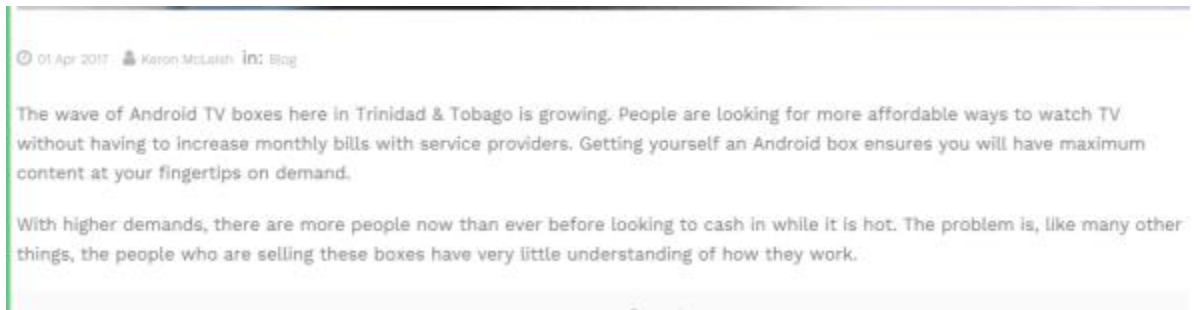 01 Apr 2017 Keron McLeish in: Blog
The wave of Android TV boxes here in Trinidad & Tobago is growing. People are looking for more affordable ways to watch TV
without having to increase monthly bills with service providers. Getting yourself an Android box ensures you will have maximum
content at your fingertips on demand.
With higher demands, there are more people now than ever before looking to cash in while it is hot. The problem is, like many other
things, the people who are selling these boxes have very little understanding of how they work.